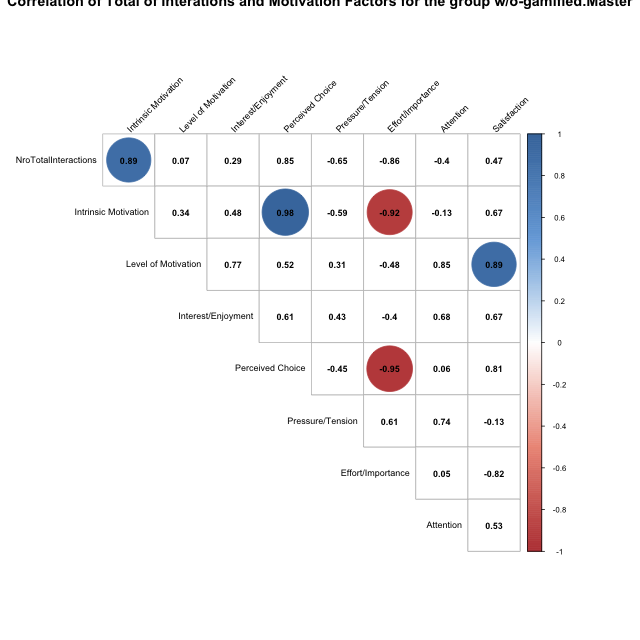 Correlation of Total of Interations and Motivation Factors for the group w/o-gamified.Master
Intrinsic Motivation Level of Motivation Interest/Enjoyment Perceived Choice Pressure/Tension Effort/Importance Attention Satisfaction
NroTotalInteractions 0.89 0.07 0.29 0.85 -0.65 -0.86 -0.4 0.47
Intrinsic Motivation 0.34 0.48 0.98 -0.59 -0.92 -0.13 0.67
Level of Motivation 0.77 0.52 0.31 -0.48 0.85 0.89
Interest/Enjoyment 0.61 0.43 -0.4 0.68 0.67
Perceived Choice -0.45 -0.95 0.06 0.81
Pressure/Tension 0.61 0.74 -0.13
Effort/Importance 0.05 -0.82
Attention 0.53
1
0.8
0.6
0.4
0.2
0
-0.2
-0.4
-0.6
-0.8
-1